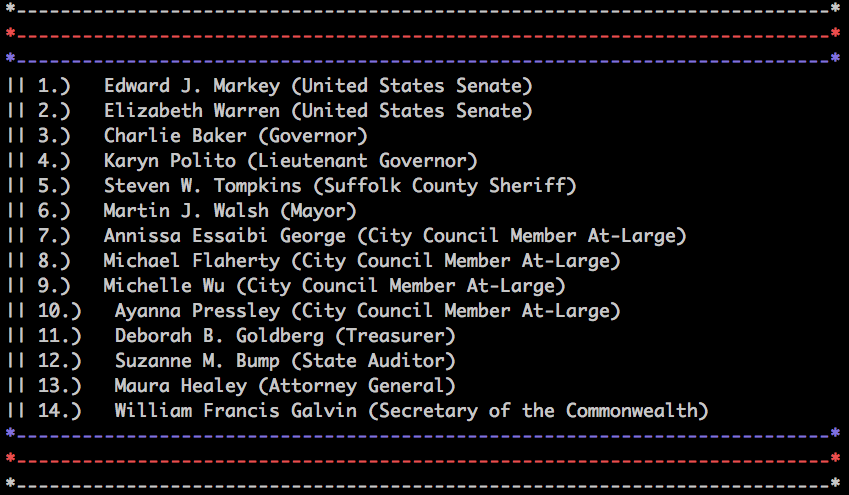 *--------------------------------------------------------------------------*
*--------------------------------------------------------------------------*
*--------------------------------------------------------------------------*
|| 1.)   Edward J. Markey (United States Senate)
|| 2.)   Elizabeth Warren (United States Senate)
|| 3.)   Charlie Baker (Governor)
|| 4.)   Karyn Polito (Lieutenant Governor)
|| 5.)   Steven W. Tompkins (Suffolk County Sheriff)
|| 6.)   Martin J. Walsh (Mayor)
|| 7.)   Annissa Essaibi George (City Council Member At-Large)
|| 8.)   Michael Flaherty (City Council Member At-Large)
|| 9.)   Michelle Wu (City Council Member At-Large)
|| 10.)   Ayanna Pressley (City Council Member At-Large)
|| 11.)   Deborah B. Goldberg (Treasurer)
|| 12.)   Suzanne M. Bump (State Auditor)
|| 13.)   Maura Healey (Attorney General)
|| 14.)   William Francis Galvin (Secretary of the Commonwealth)
*--------------------------------------------------------------------------*
*--------------------------------------------------------------------------*
*--------------------------------------------------------------------------*